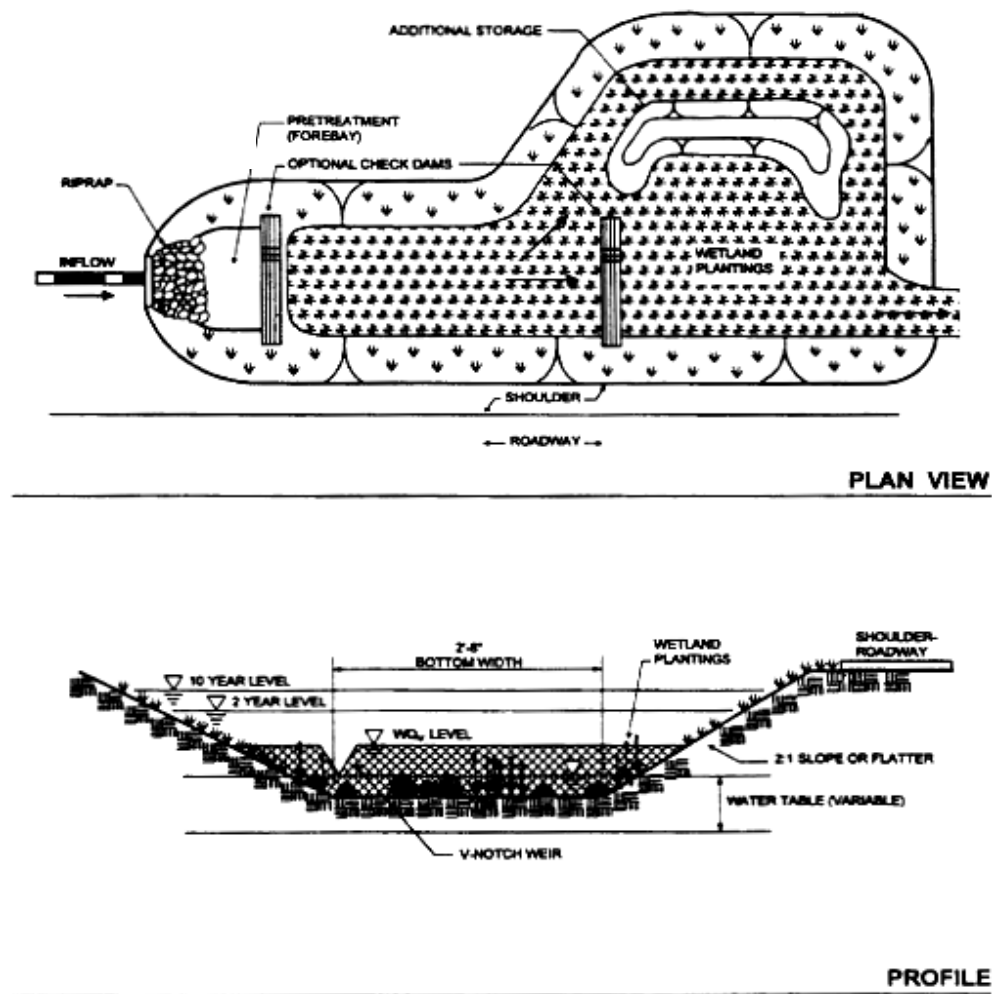 ADDITIONAL STORAGE
PRETREATMENT
(FOREBAY)
OPTIONAL CHECK DAMS
RIPRAP
INFLOW
WETLAND
PLANTINGS
SHOULDER
ROADWAY
PLAN VIEW
2'-8"
BOTTOM WIDTH
WETLAND
PLANTINGS
SHOULDER-
ROADWAY
10 YEAR LEVEL
2 YEAR LEVEL
WQᵥ LEVEL
2:1 SLOPE OR FLATTER
WATER TABLE (VARIABLE)
V-NOTCH WEIR
PROFILE